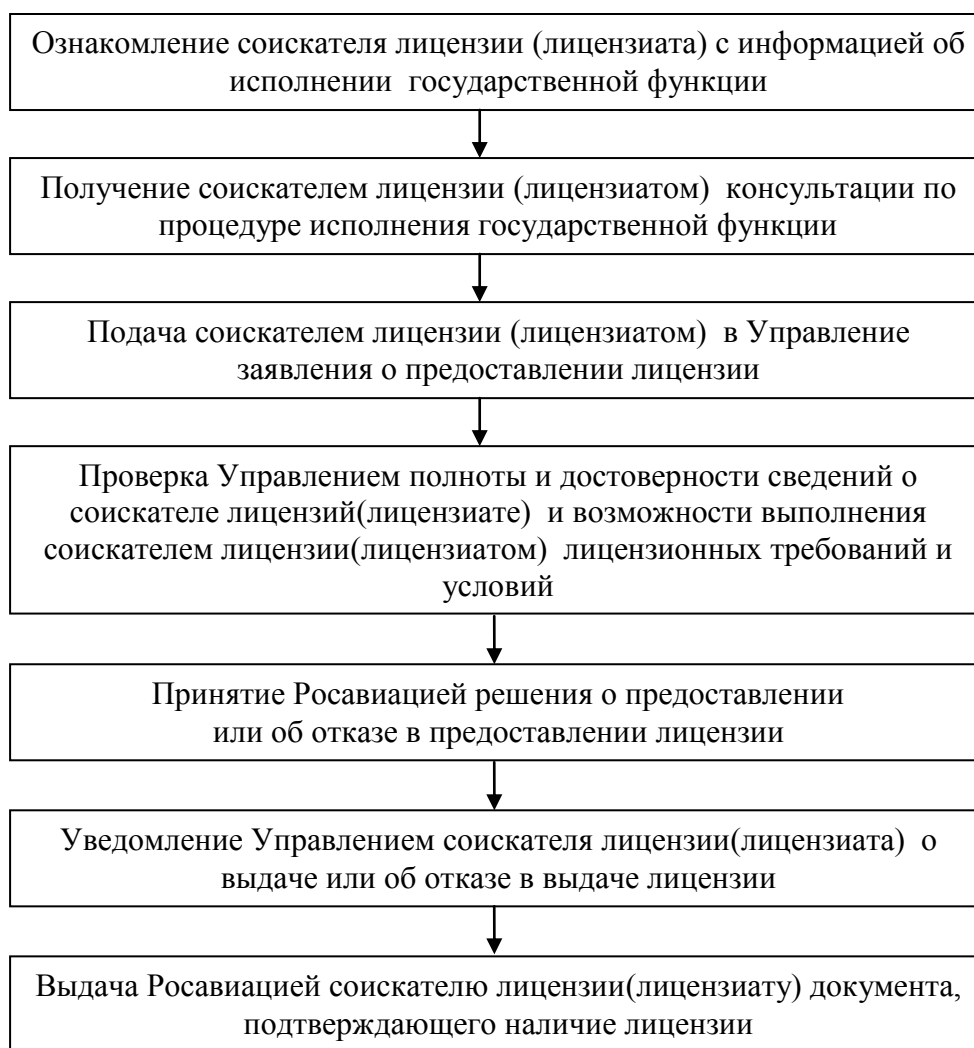 Ознакомление соискателя лицензии (лицензиата) с информацией об
исполнении государственной функции
Получение соискателем лицензии (лицензиатом) консультации по
процедуре исполнения государственной функции
Подача соискателем лицензии (лицензиатом) в Управление
заявления о предоставлении лицензии
Проверка Управлением полноты и достоверности сведений о
соискателе лицензий(лицензиате) и возможности выполнения
соискателем лицензии(лицензиатом) лицензионных требований и
условий
Принятие Росавиацией решения о предоставлении
или об отказе в предоставлении лицензии
Уведомление Управлением соискателя лицензии(лицензиата) о
выдаче или об отказе в выдаче лицензии
Выдача Росавиацией соискателю лицензии(лицензиату) документа,
подтверждающего наличие лицензии